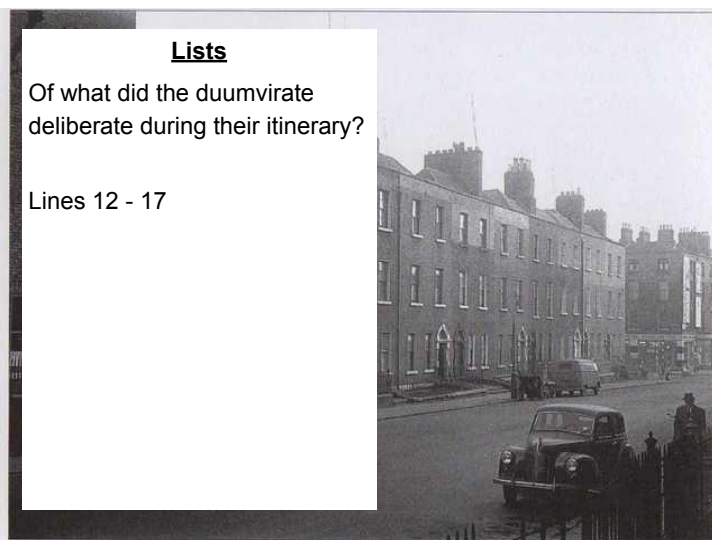 Lists
Of what did the duumvirate
deliberate during their itinerary?
Lines 12 - 17